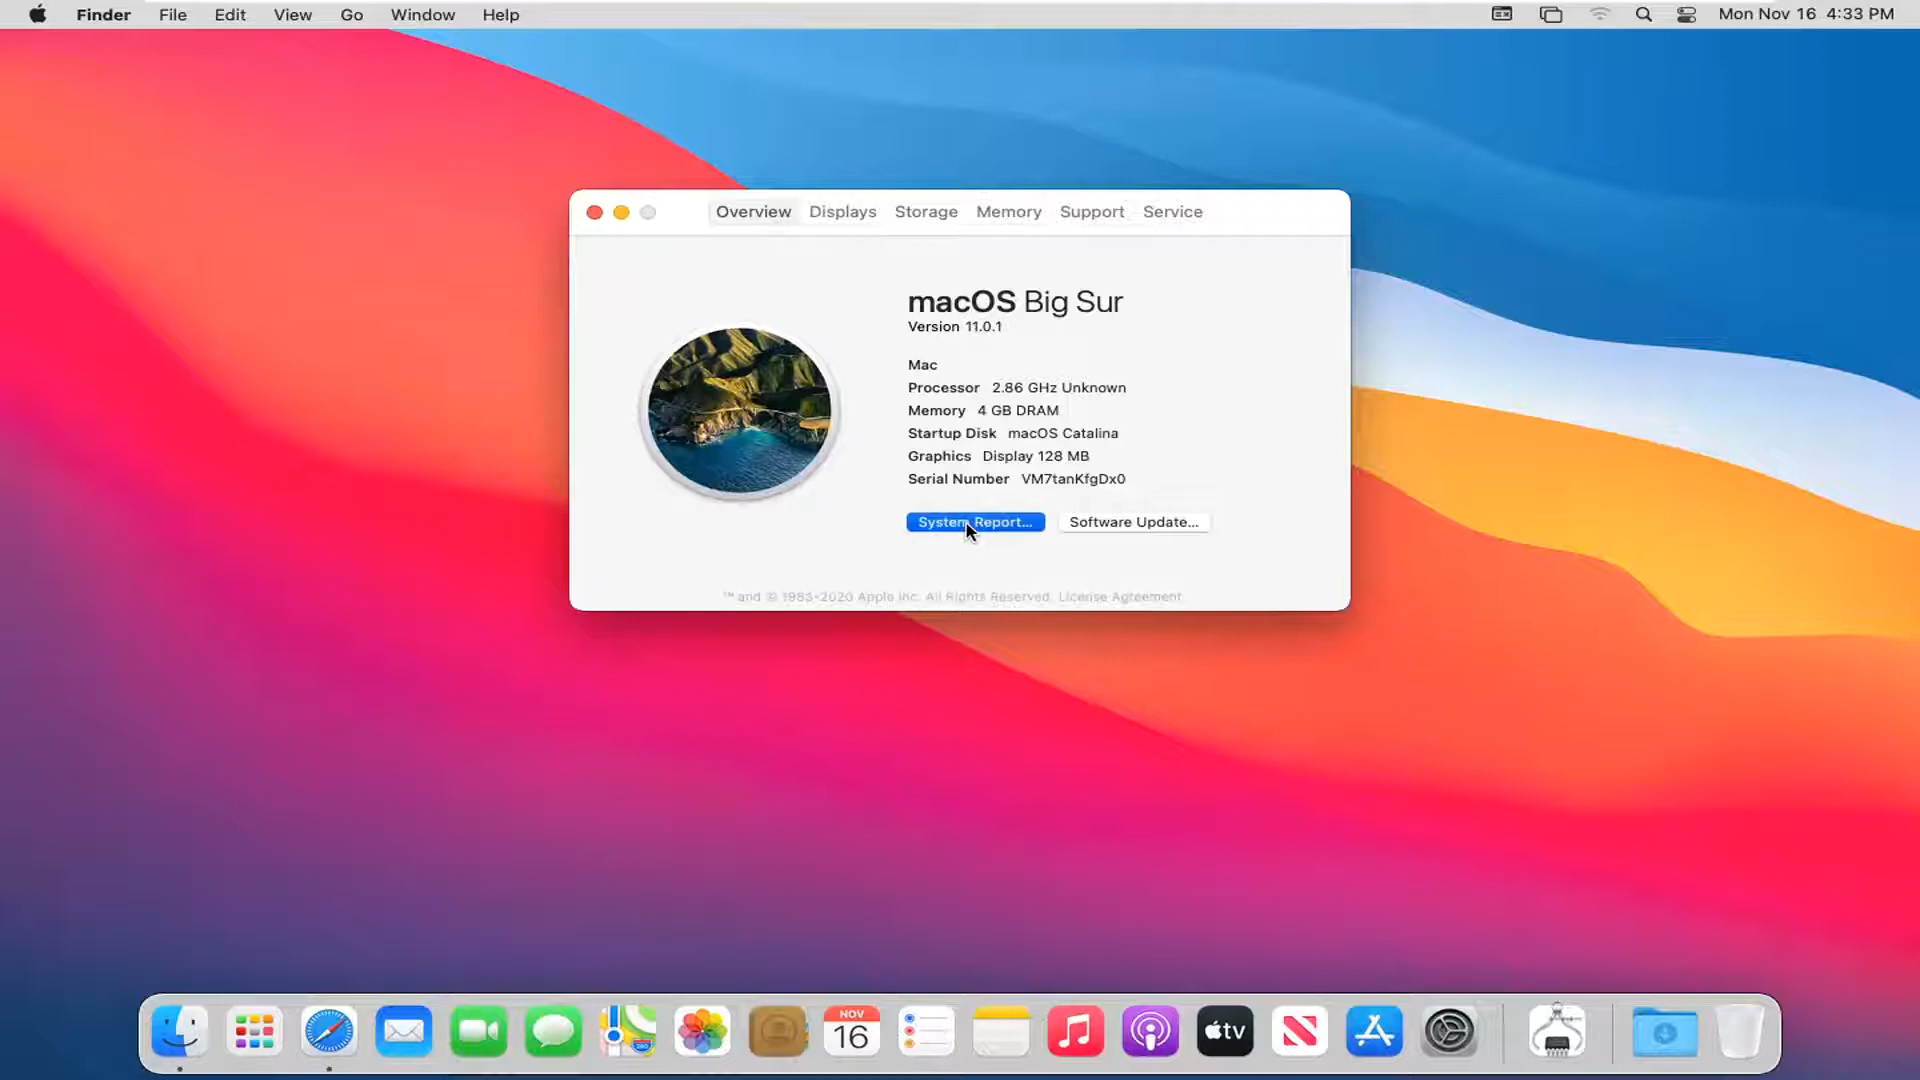 Finder File Edit View Go Window Help Mon Nov 16 4:33 PM
Overview Displays Storage Memory Support Service
macOS Big Sur
Version 11.0.1
Mac
Processor 2.86 GHz Unknown
Memory 4 GB DRAM
Startup Disk macOS Catalina
Graphics Display 128 MB
Serial Number VM7tanKfgDx0
System Report... Software Update...
™ and © 1983-2020 Apple Inc. All Rights Reserved. License Agreement
NOV
16
tv